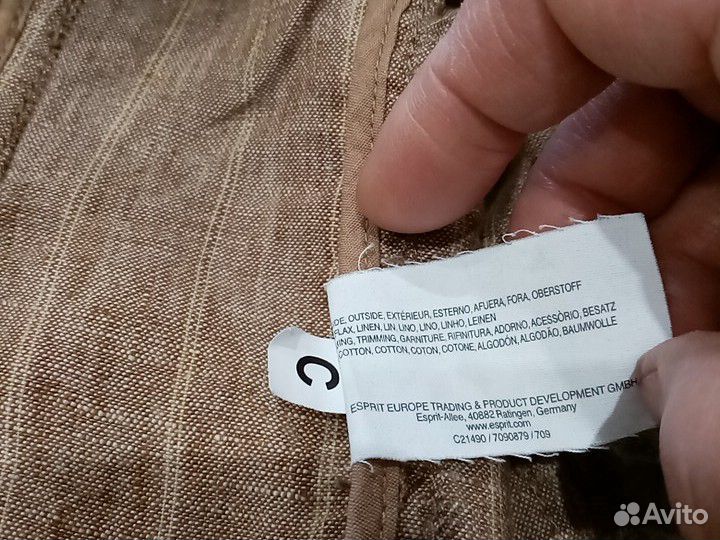 DE, OUTSIDE, EXTÉRIEUR, ESTERNO, AFUERA, FORA, OBERSTOFF
FLAX, LINEN, LIN, LINO, LINO, LINHO, LEINEN
TRIMMING, GARNITURE, RIFINITURA, ADORNO, ACESSÓRIO, BESATZ
COTTON, COTTON, COTON, COTONE, ALGODÓN, ALGODÃO, BAUMWOLLE
C
ESPRIT EUROPE TRADING & PRODUCT DEVELOPMENT GMBH
Esprit-Allee, 40882 Ratingen, Germany
www.esprit.com
C21490 / 7090879 / 709
Avito